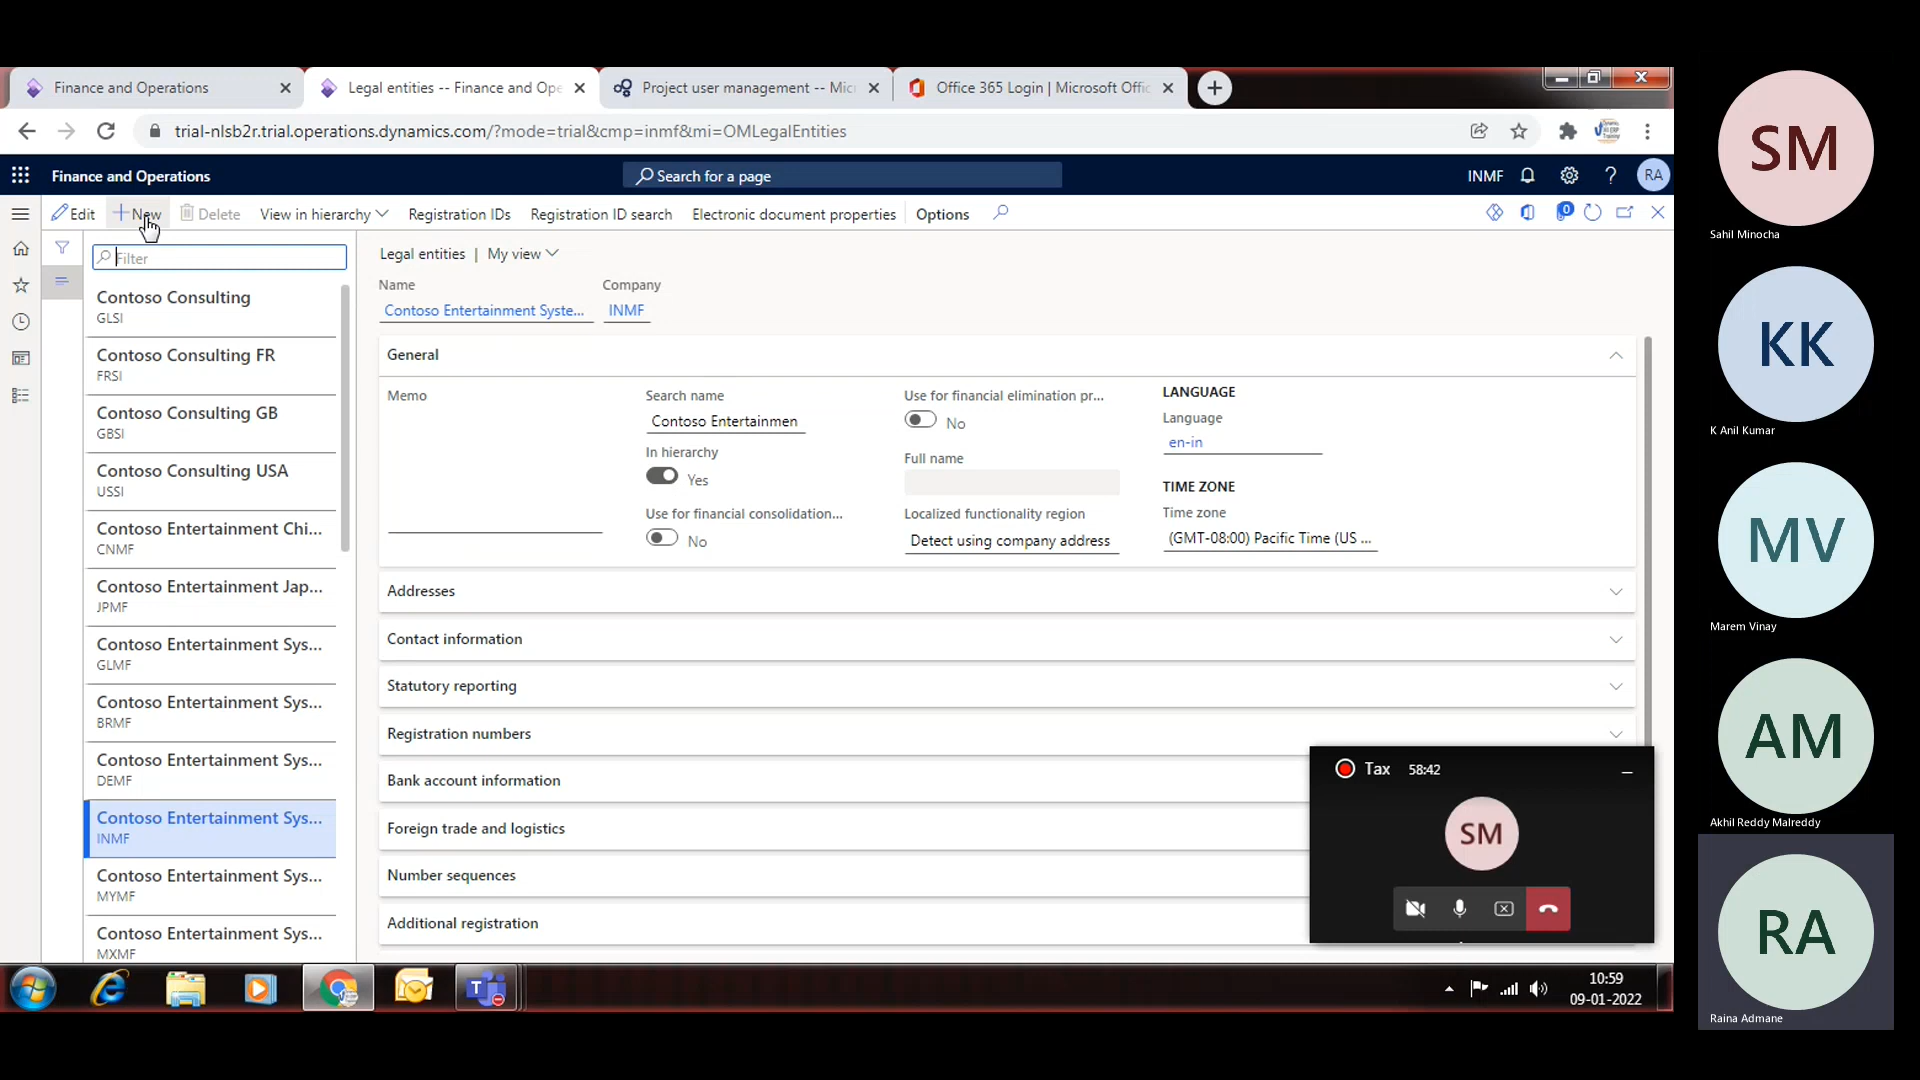 Finance and Operations
Legal entities -- Finance and Ope
Project user management -- Mic
Office 365 Login | Microsoft Offic
trial-nlsb2r.trial.operations.dynamics.com/?mode=trial&cmp=inmf&mi=OMLegalEntities
Finance and Operations
Search for a page
INMF
?
RA
Edit
New
Delete
View in hierarchy
Registration IDs
Registration ID search
Electronic document properties
Options
0
Filter
Contoso Consulting
GLSI
Contoso Consulting FR
FRSI
Contoso Consulting GB
GBSI
Contoso Consulting USA
USSI
Contoso Entertainment Chi...
CNMF
Contoso Entertainment Jap...
JPMF
Contoso Entertainment Sys...
GLMF
Contoso Entertainment Sys...
BRMF
Contoso Entertainment Sys...
DEMF
Contoso Entertainment Sys...
INMF
Contoso Entertainment Sys...
MYMF
Contoso Entertainment Sys...
MXMF
Legal entities | My view
Name
Contoso Entertainment Syste...
Company
INMF
General
Memo
Search name
Contoso Entertainmen
In hierarchy
Yes
Use for financial consolidation...
No
Use for financial elimination pr...
No
Full name
Localized functionality region
Detect using company address
LANGUAGE
Language
en-in
TIME ZONE
Time zone
(GMT-08:00) Pacific Time (US ...
Addresses
Contact information
Statutory reporting
Registration numbers
Bank account information
Foreign trade and logistics
Number sequences
Additional registration
Tax 58:42
SM
10:59
09-01-2022
SM
Sahil Minocha
KK
K Anil Kumar
MV
Marem Vinay
AM
Akhil Reddy Malreddy
RA
Raina Admane